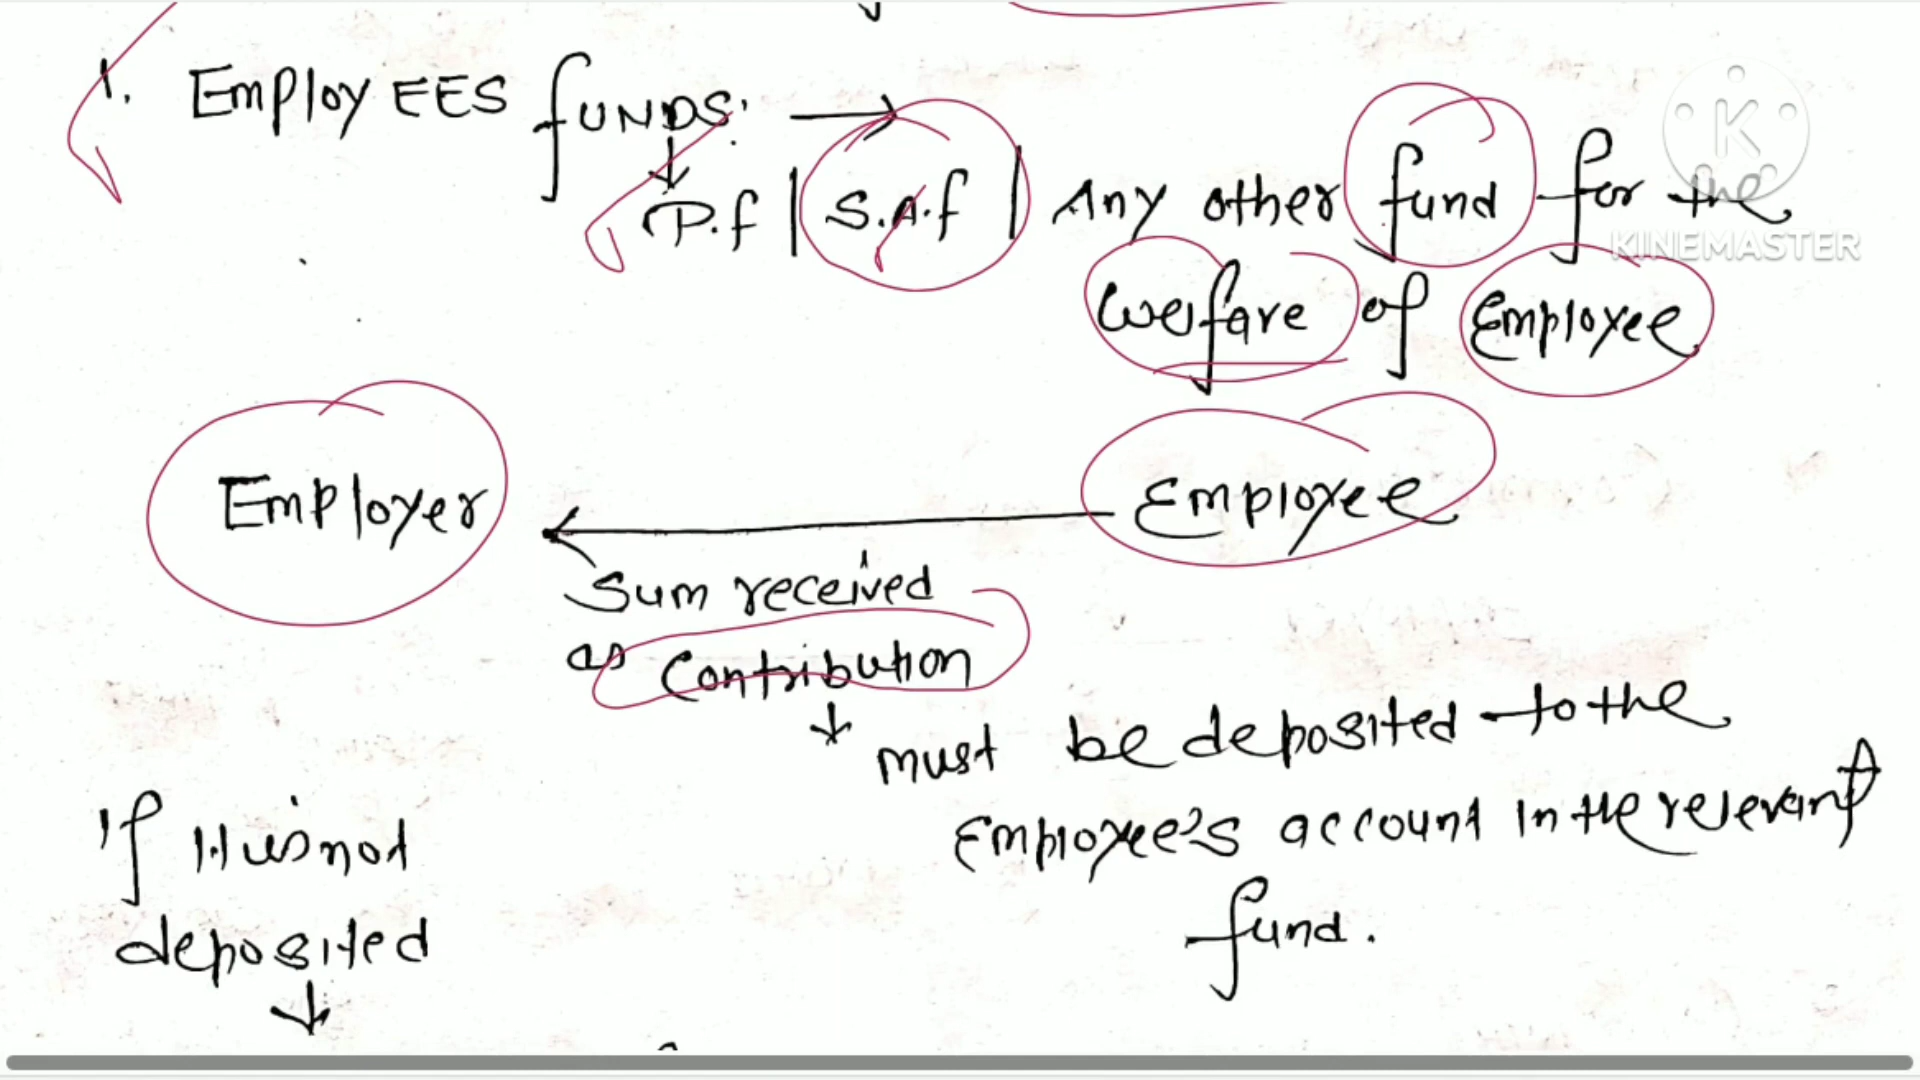 1. EmployEES fUNDS:
P.f | S.A.f | Any other fund for the
Welfare of Employee
Employer
Employee
Sum received
as Contribution
must be deposited to the
Employee's account in the relevant
fund.
If it is not
deposited
KINEMASTER